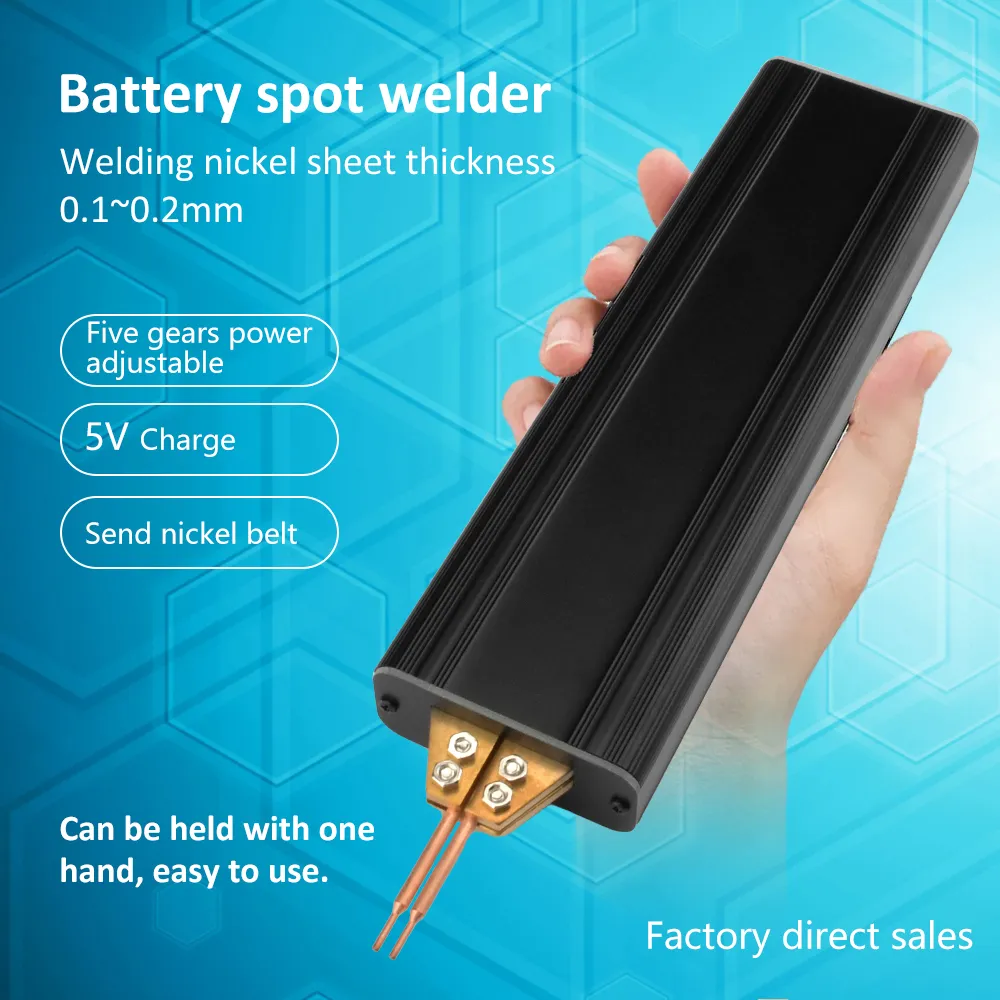 Battery spot welder
Welding nickel sheet thickness
0.1~0.2mm
Five gears power
adjustable
5V Charge
Send nickel belt
Can be held with one
hand, easy to use.
Factory direct sales